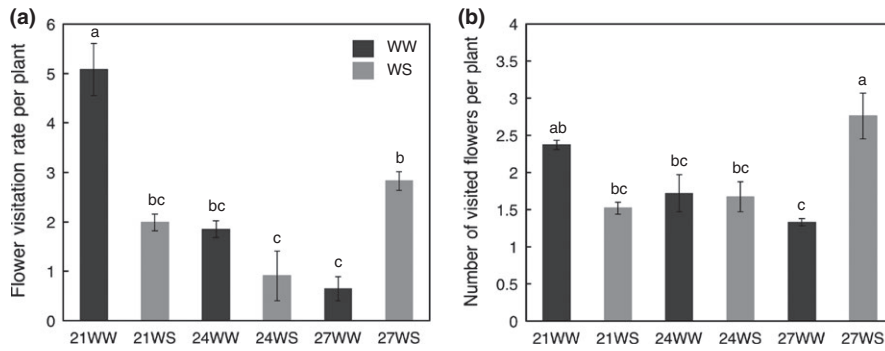 (a)
Flower visitation rate per plant
6
5
4
3
2
1
0
a
bc
bc
c
c
b
WW
WS
21WW 21WS 24WW 24WS 27WW 27WS
(b)
Number of visited flowers per plant
4
3.5
3
2.5
2
1.5
1
0.5
0
ab
bc
bc
bc
c
a
21WW 21WS 24WW 24WS 27WW 27WS